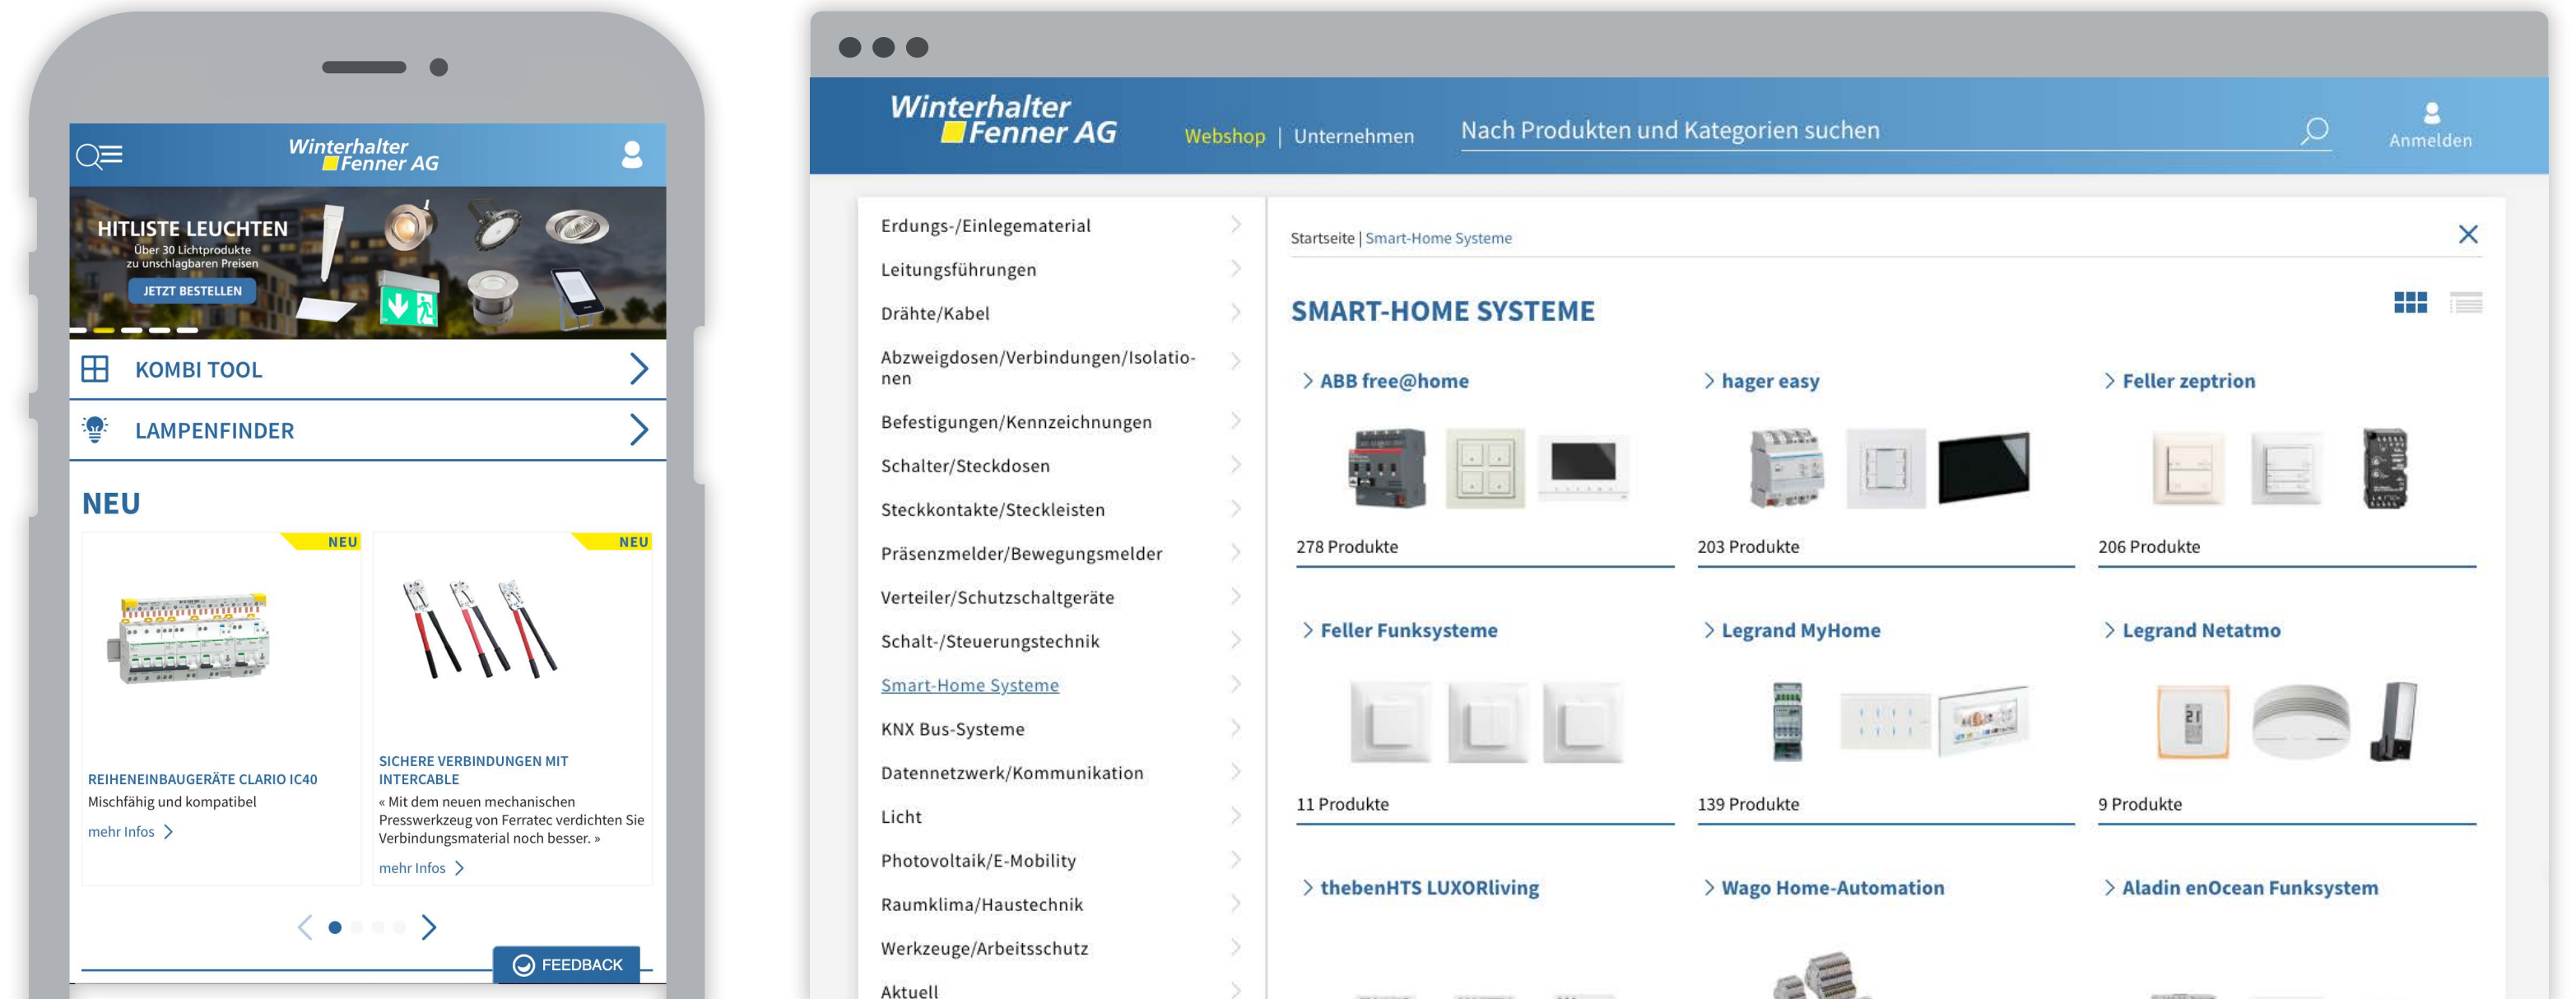 Winterhalter
Fenner AG
HITLISTE LEUCHTEN
Über 30 Lichtprodukte
zu unschlagbaren Preisen
JETZT BESTELLEN
KOMBI TOOL
LAMPENFINDER
NEU
NEU
REIHENEINBAUGERÄTE CLARIO IC40
Mischfähig und kompatibel
mehr Infos
NEU
SICHERE VERBINDUNGEN MIT
INTERCABLE
« Mit dem neuen mechanischen
Presswerkzeug von Ferratec verdichten Sie
Verbindungsmaterial noch besser. »
mehr Infos
FEEDBACK
Winterhalter
Fenner AG
Webshop | Unternehmen
Nach Produkten und Kategorien suchen
Anmelden
Erdungs-/Einlegematerial
Leitungsführungen
Drähte/Kabel
Abzweigdosen/Verbindungen/Isolatio-
nen
Befestigungen/Kennzeichnungen
Schalter/Steckdosen
Steckkontakte/Steckleisten
Präsenzmelder/Bewegungsmelder
Verteiler/Schutzschaltgeräte
Schalt-/Steuerungstechnik
Smart-Home Systeme
KNX Bus-Systeme
Datennetzwerk/Kommunikation
Licht
Photovoltaik/E-Mobility
Raumklima/Haustechnik
Werkzeuge/Arbeitsschutz
Aktuell
Startseite | Smart-Home Systeme
SMART-HOME SYSTEME
ABB free@home
278 Produkte
hager easy
203 Produkte
Feller zeptrion
206 Produkte
Feller Funksysteme
11 Produkte
Legrand MyHome
139 Produkte
Legrand Netatmo
21
9 Produkte
thebenHTS LUXORliving
Wago Home-Automation
Aladin enOcean Funksystem